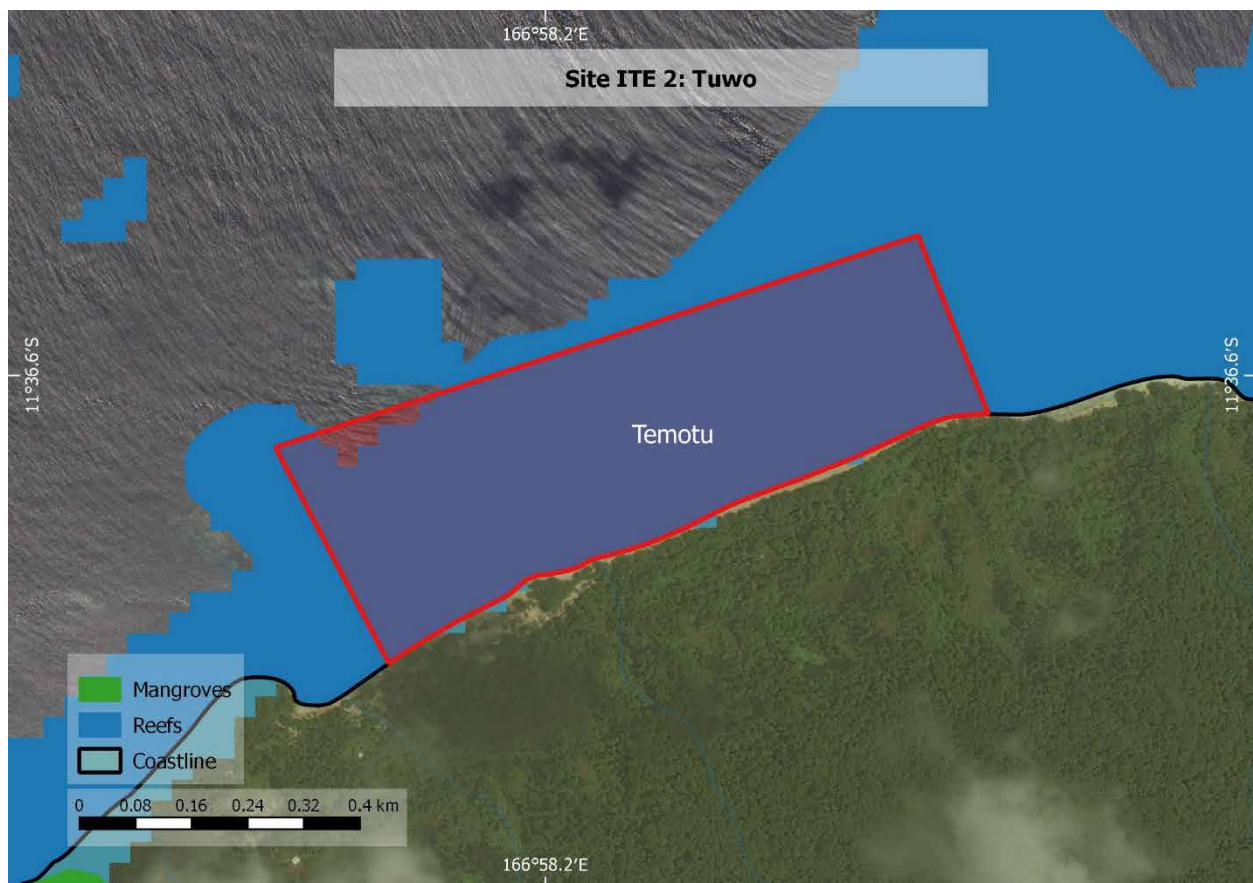 166°58.2'E
Site ITE 2: Tuwo
11°36.6'S
11°36.6'S
Temotu
Mangroves
Reefs
Coastline
0 0.08 0.16 0.24 0.32 0.4 km
166°58.2'E